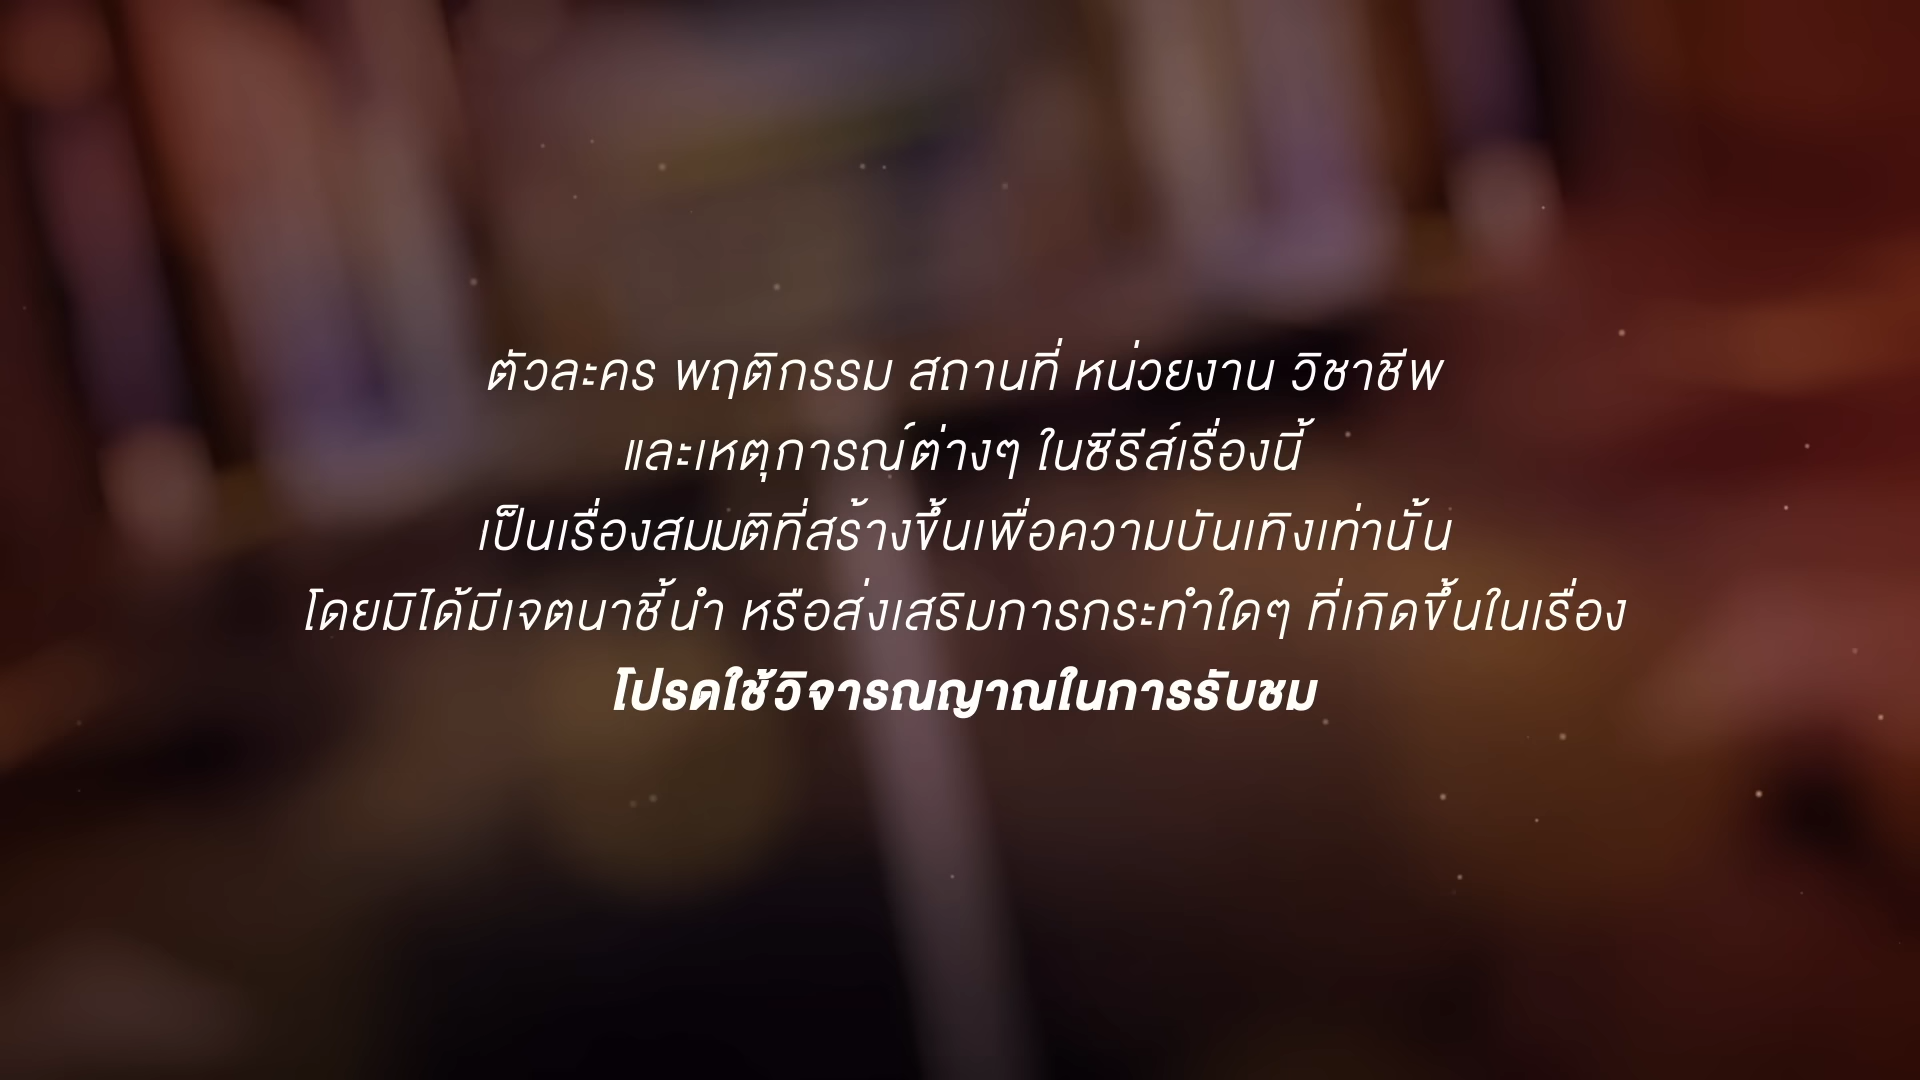 ตัวละคร พฤติกรรม สถานที่ หน่วยงาน วิชาชีพ
และเหตุการณ์ต่างๆ ในซีรีส์เรื่องนี้
เป็นเรื่องสมมติที่สร้างขึ้นเพื่อความบันเทิงเท่านั้น
โดยมิได้มีเจตนาชี้นำ หรือส่งเสริมการกระทำใดๆ ที่เกิดขึ้นในเรื่อง
โปรดใช้วิจารณญาณในการรับชม